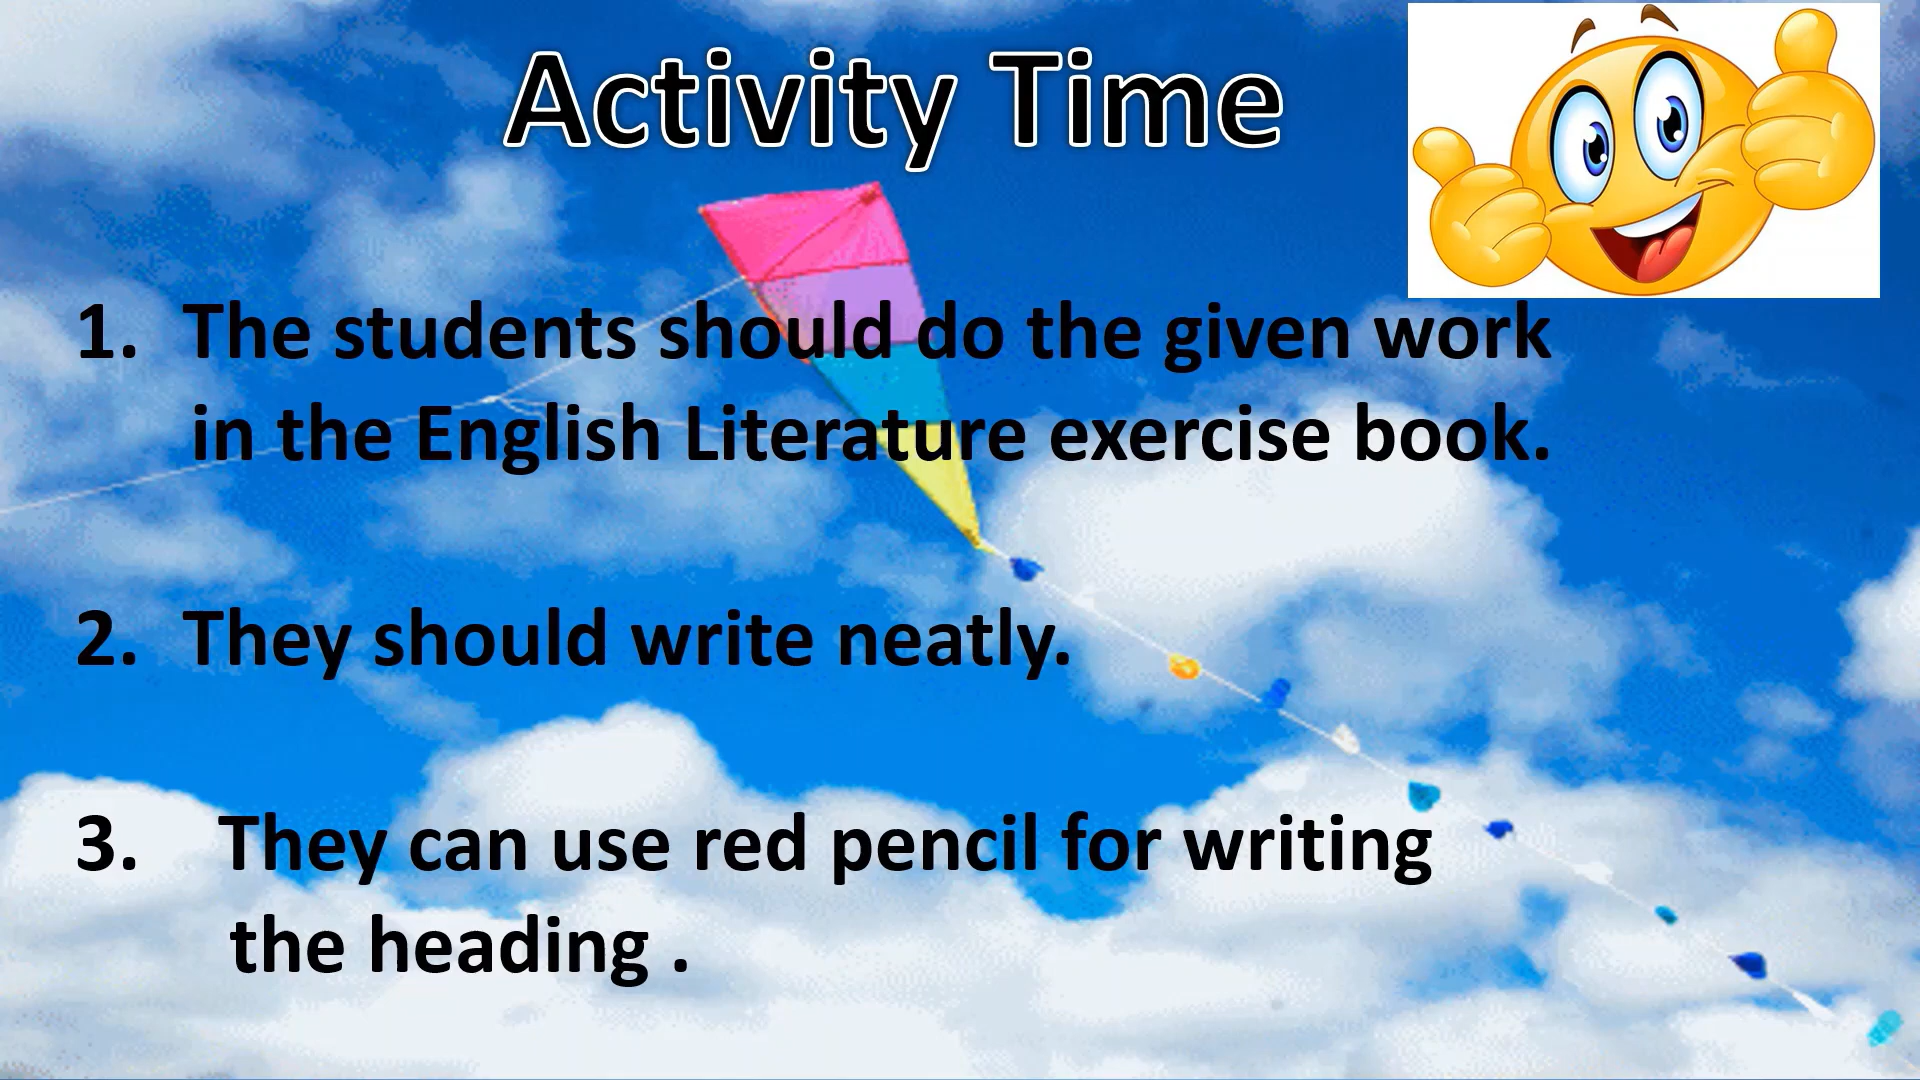 Activity Time
1. The students should do the given work
in the English Literature exercise book.
2. They should write neatly.
3. They can use red pencil for writing
the heading .